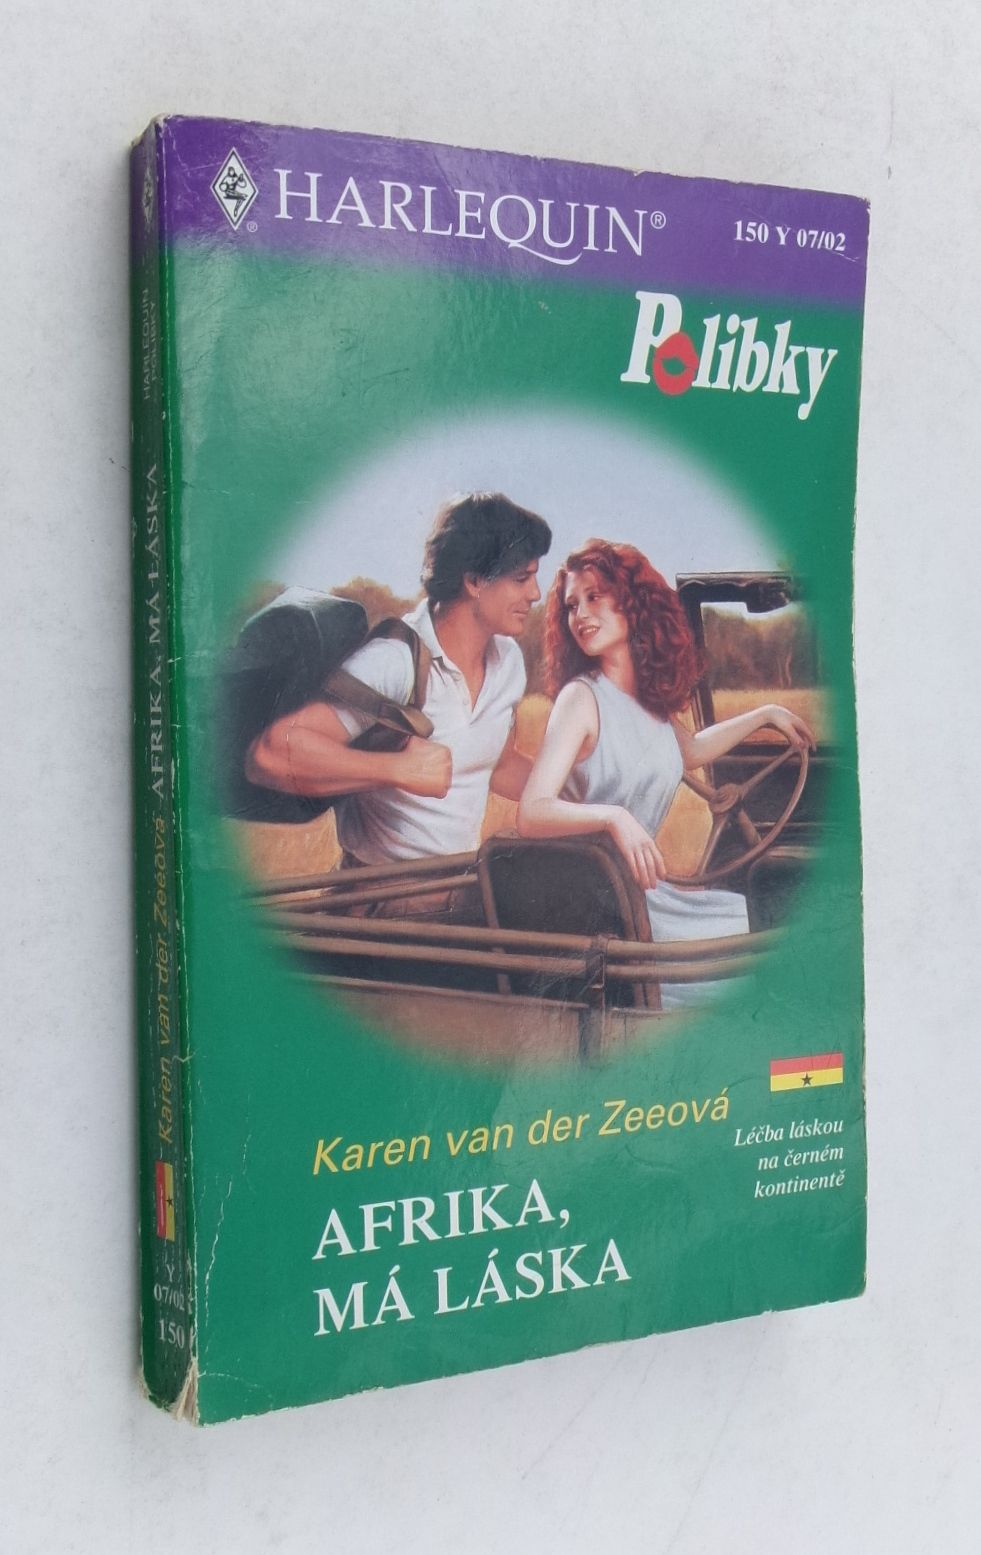 HARLEQUIN®
150 Y 07/02
Polibky
Karen van der Zeeová
Léčba láskou
na černém
kontinentě
AFRIKA,
MÁ LÁSKA
HARLEQUIN
POLIBKY
AFRIKA, MÁ LÁSKA
Karen van der Zeeová
Y
07/02
150